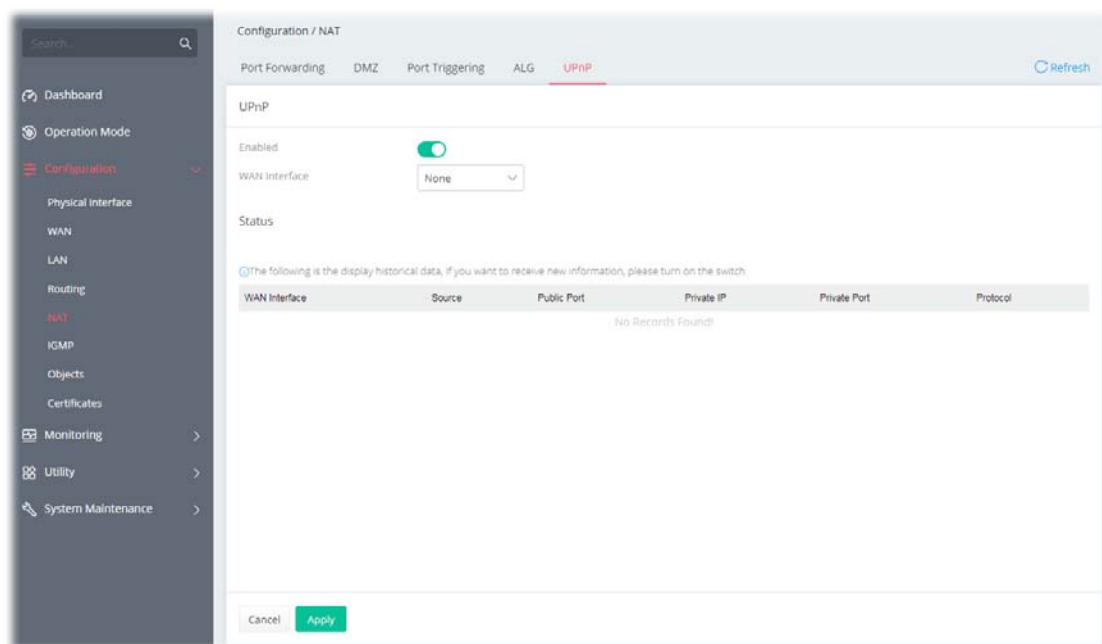 Search...
Dashboard
Operation Mode
Configuration
Physical Interface
WAN
LAN
Routing
NAT
IGMP
Objects
Certificates
Monitoring
Utility
System Maintenance
Configuration / NAT
Port Forwarding DMZ Port Triggering ALG UPnP Refresh
UPnP
Enabled
WAN Interface None
Status
The following is the display historical data, if you want to receive new information, please turn on the switch
WAN Interface Source Public Port Private IP Private Port Protocol
No Records Found!
Cancel Apply